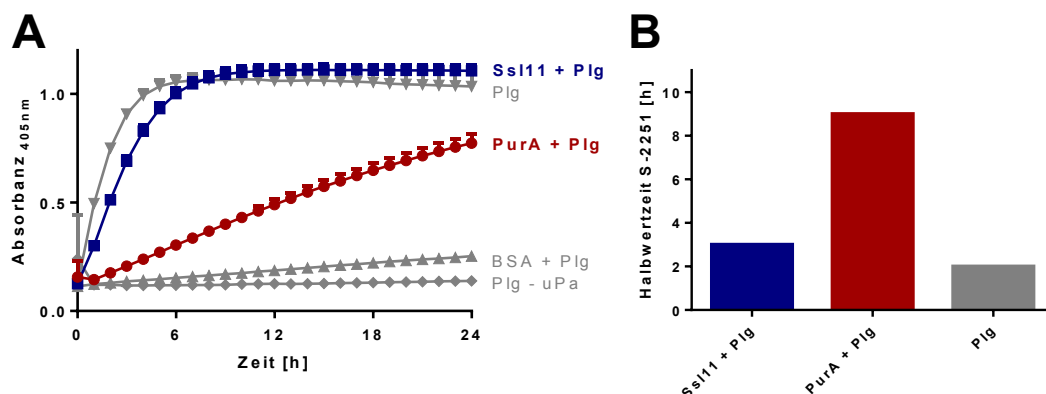 A
Absorbanz 405nm
1.0
0.5
0.0
0
6
12
18
24
Zeit [h]
Ssl11 + Plg
Plg
PurA + Plg
BSA + Plg
Plg - uPa
B
Halbwertzeit S-2251 [h]
10
8
6
4
2
0
Ssl11 + Plg
PurA + Plg
Plg